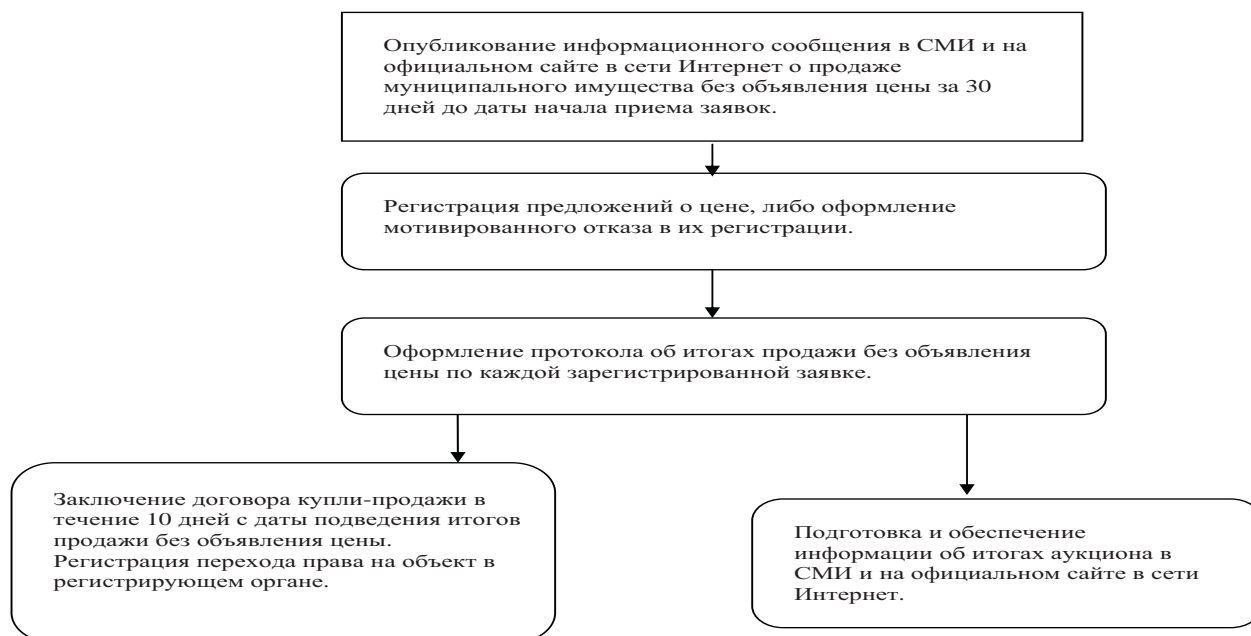 Опубликование информационного сообщения в СМИ и на
официальном сайте в сети Интернет о продаже
муниципального имущества без объявления цены за 30
дней до даты начала приема заявок.
Регистрация предложений о цене, либо оформление
мотивированного отказа в их регистрации.
Оформление протокола об итогах продажи без объявления
цены по каждой зарегистрированной заявке.
Заключение договора купли-продажи в
течение 10 дней с даты подведения итогов
продажи без объявления цены.
Регистрация перехода права на объект в
регистрирующем органе.
Подготовка и обеспечение
информации об итогах аукциона в
СМИ и на официальном сайте в сети
Интернет.